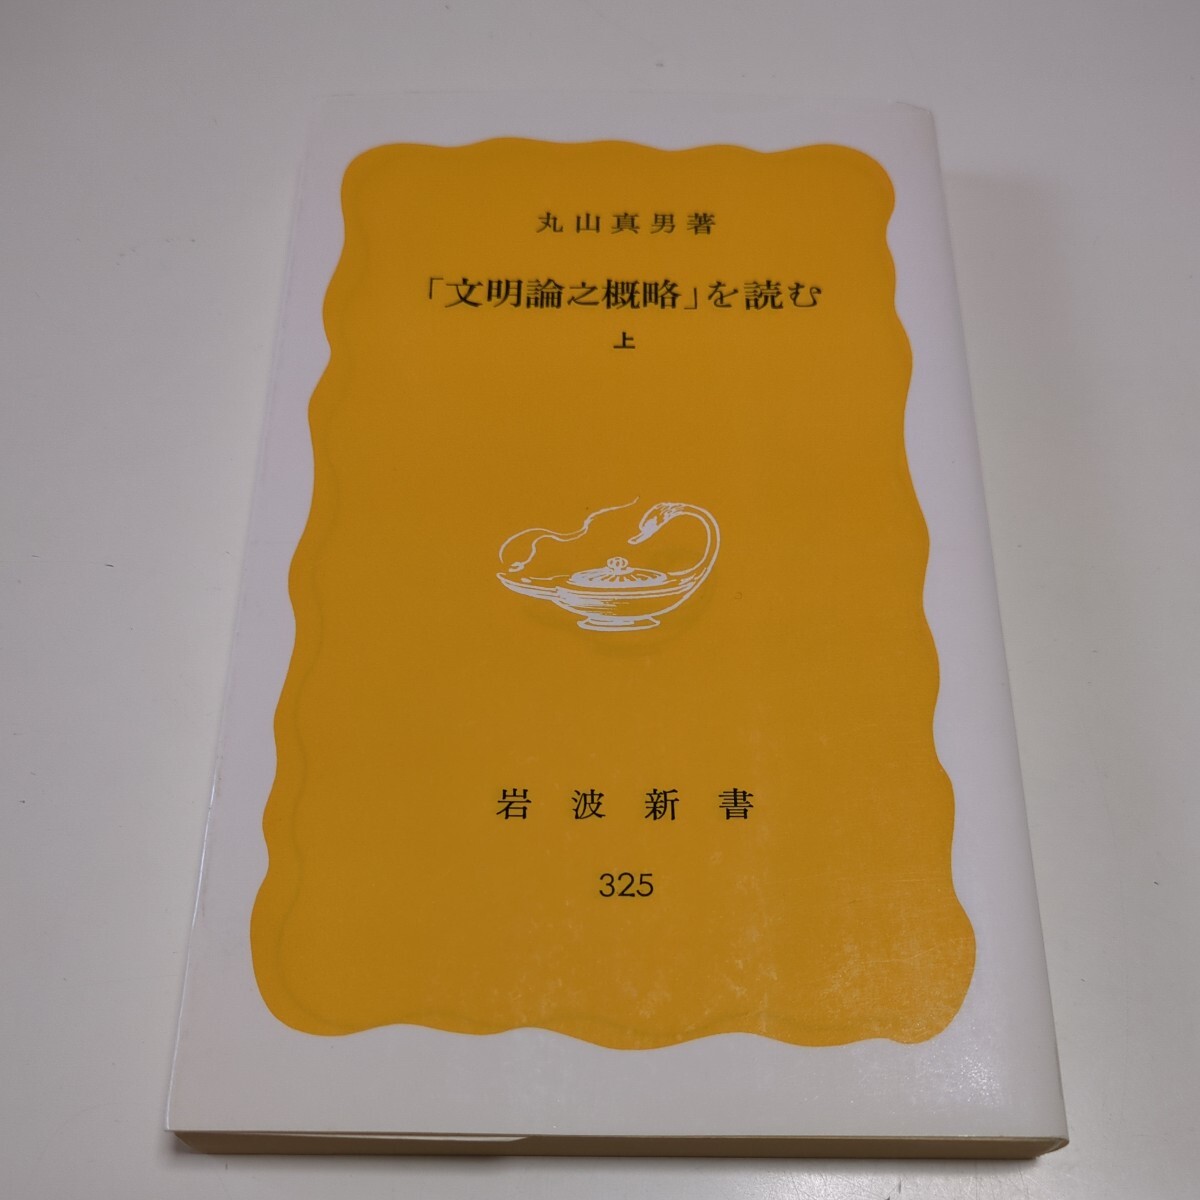 丸山真男著
「文明論之概略」を読む
上
岩波新書
325